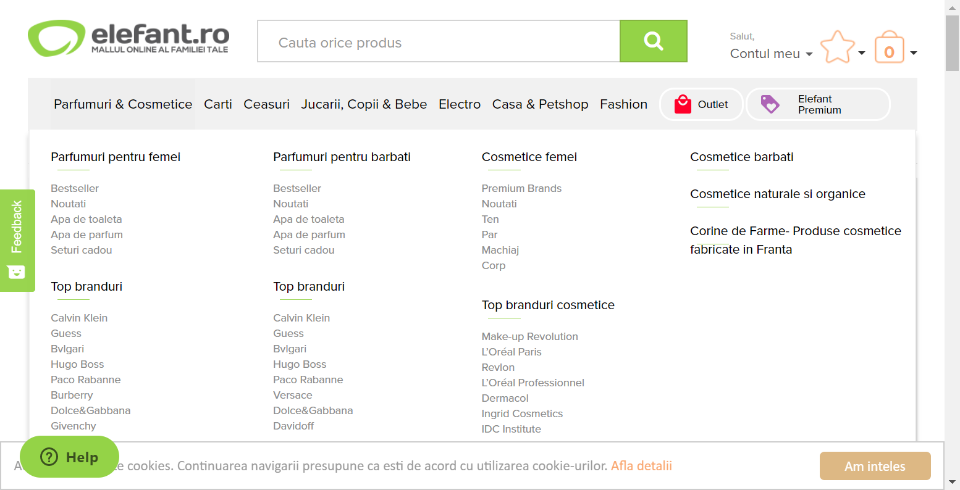 elefant.ro
MALLUL ONLINE AL FAMILIEI TALE
Cauta orice produs
Salut,
Contul meu
0
Parfumuri & Cosmetice
Carti
Ceasuri
Jucarii, Copii & Bebe
Electro
Casa & Petshop
Fashion
Outlet
Elefant
Premium
Parfumuri pentru femei
Bestseller
Noutati
Apa de toaleta
Apa de parfum
Seturi cadou
Top branduri
Calvin Klein
Guess
Bvlgari
Hugo Boss
Paco Rabanne
Burberry
Dolce&Gabbana
Givenchy
Parfumuri pentru barbati
Bestseller
Noutati
Apa de toaleta
Apa de parfum
Seturi cadou
Top branduri
Calvin Klein
Guess
Bvlgari
Hugo Boss
Paco Rabanne
Versace
Dolce&Gabbana
Davidoff
Cosmetice femei
Premium Brands
Noutati
Ten
Par
Machiaj
Corp
Top branduri cosmetice
Make-up Revolution
L'Oréal Paris
Revlon
L'Oréal Professionnel
Dermacol
Ingrid Cosmetics
IDC Institute
Cosmetice barbati
Cosmetice naturale si organice
Corine de Farme- Produse cosmetice
fabricate in Franta
Feedback
Help
cookies. Continuarea navigarii presupune ca esti de acord cu utilizarea cookie-urilor. Afla detalii
Am inteles